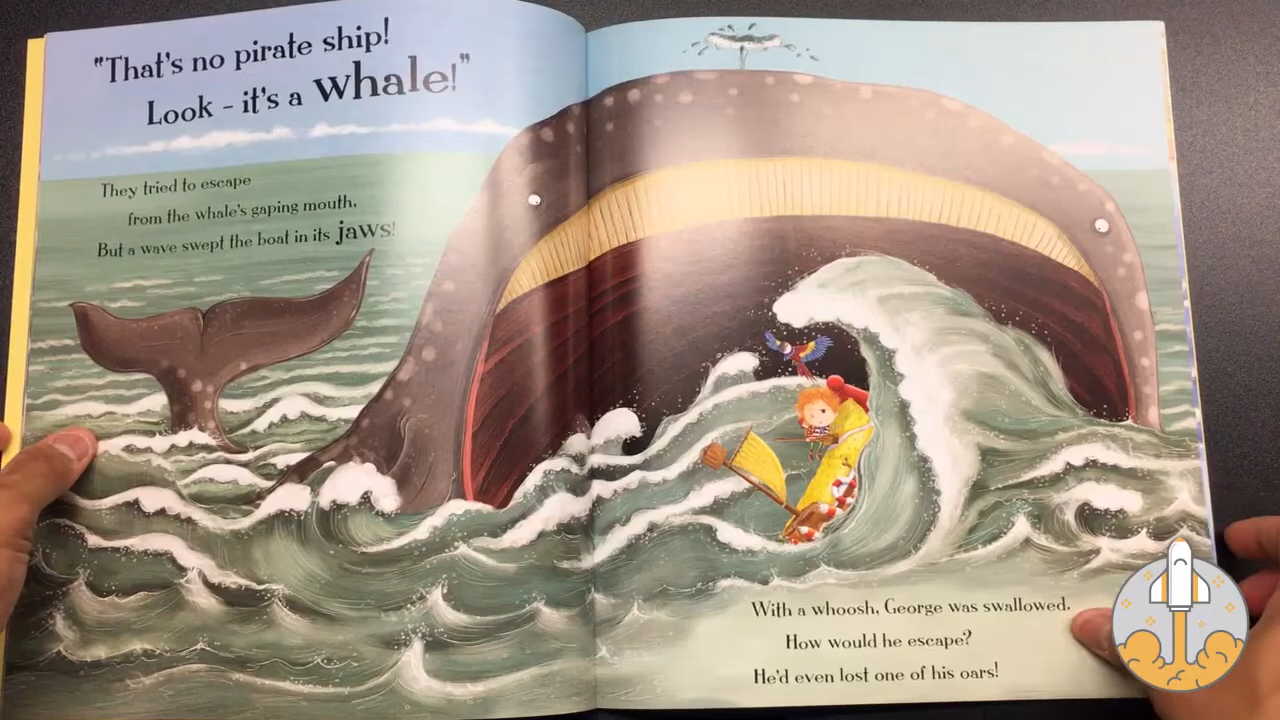 "That's no pirate ship!
Look - it's a whale!"
They tried to escape
from the whale's gaping mouth,
But a wave swept the boat in its jaws!
With a whoosh, George was swallowed.
How would he escape?
He'd even lost one of his oars!